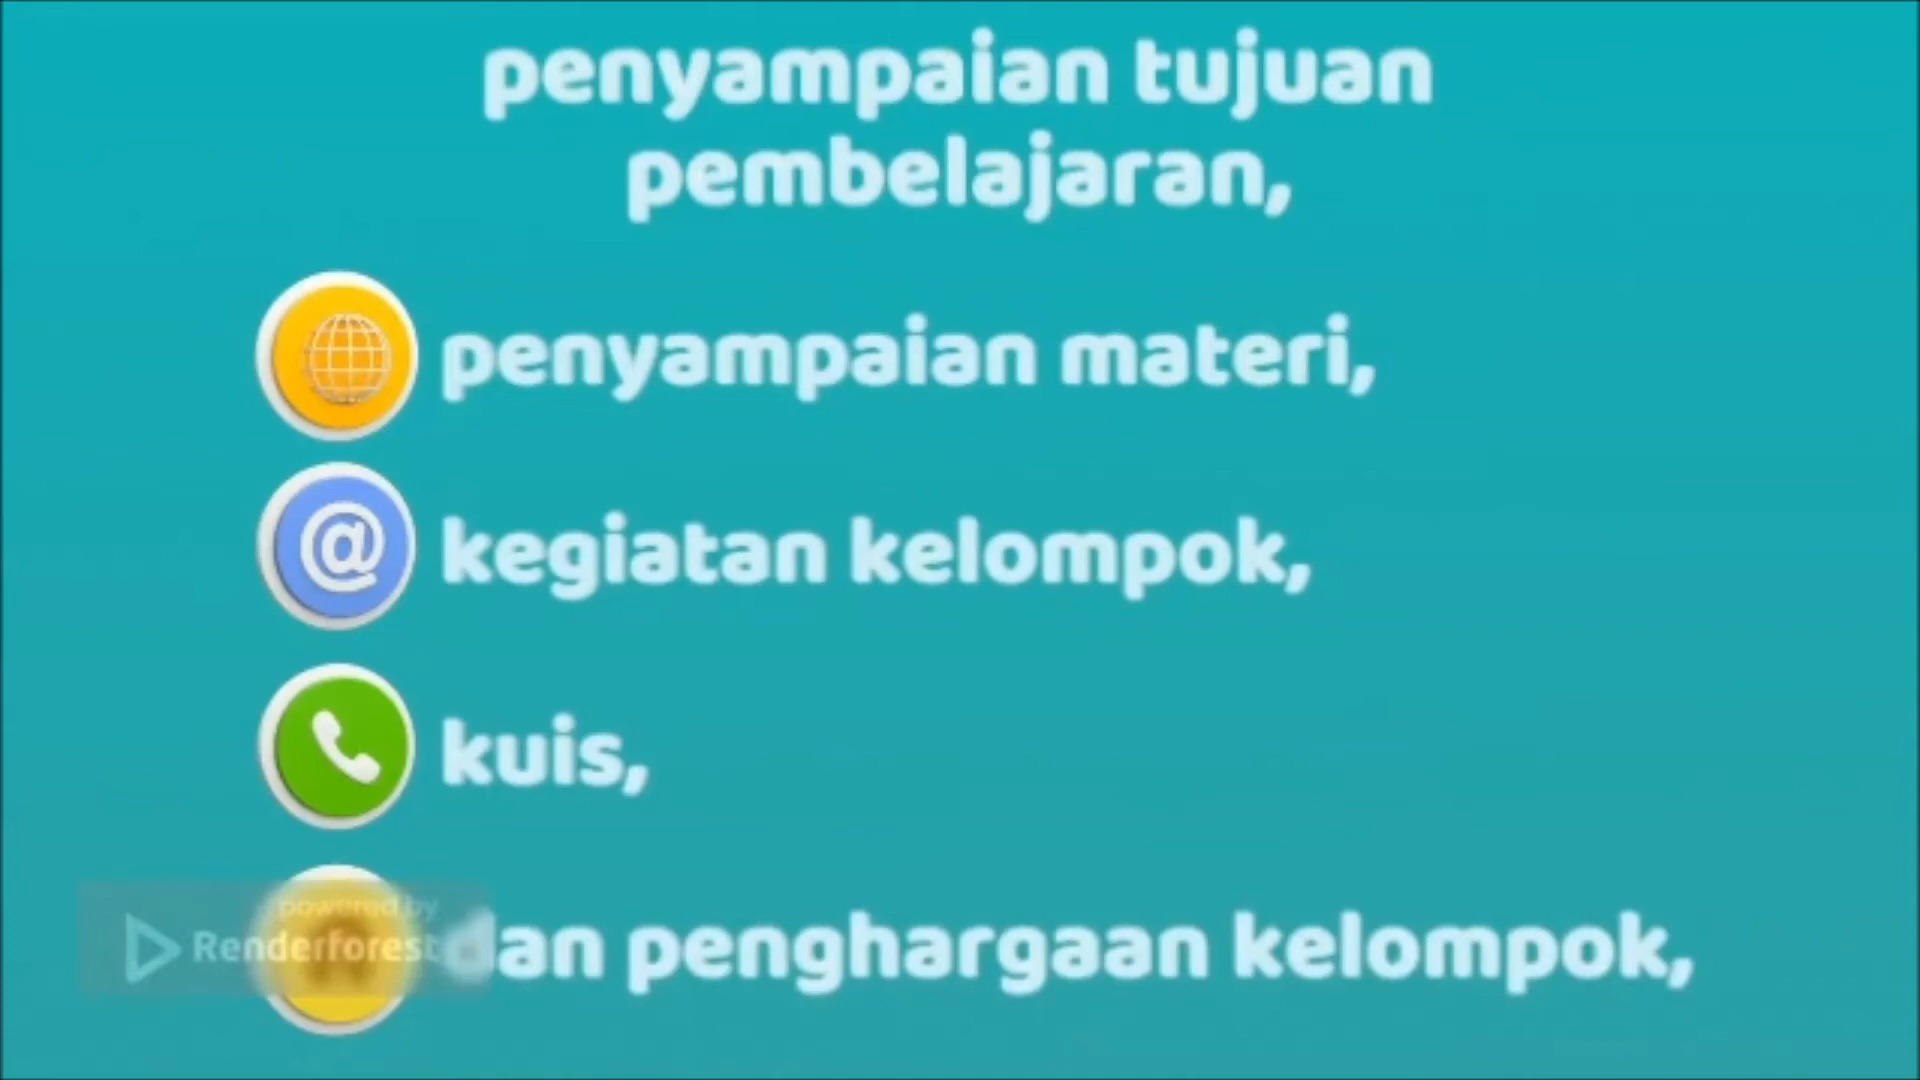 penyampaian tujuan
pembelajaran,
penyampaian materi,
@
kegiatan kelompok,
kuis,
powered by
Renderforest
dan penghargaan kelompok,